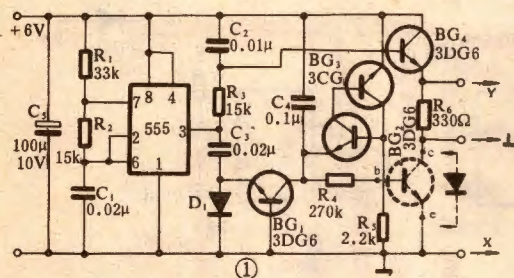 +6V
C₅
100μ
10V
R₁
33k
R₂
15k
C₁
0.02μ
7
2
6
8
4
555
3
1
C₂
0.01μ
R₃
15k
C₃
0.02μ
D₁
BG₁
3DG6
C₄
0.1μ
BG₃
3CG
R₄
270k
R₅
2.2k
BG₂
3DG6
b
c
e
BG₄
3DG6
R₆
330Ω
Y
X
①